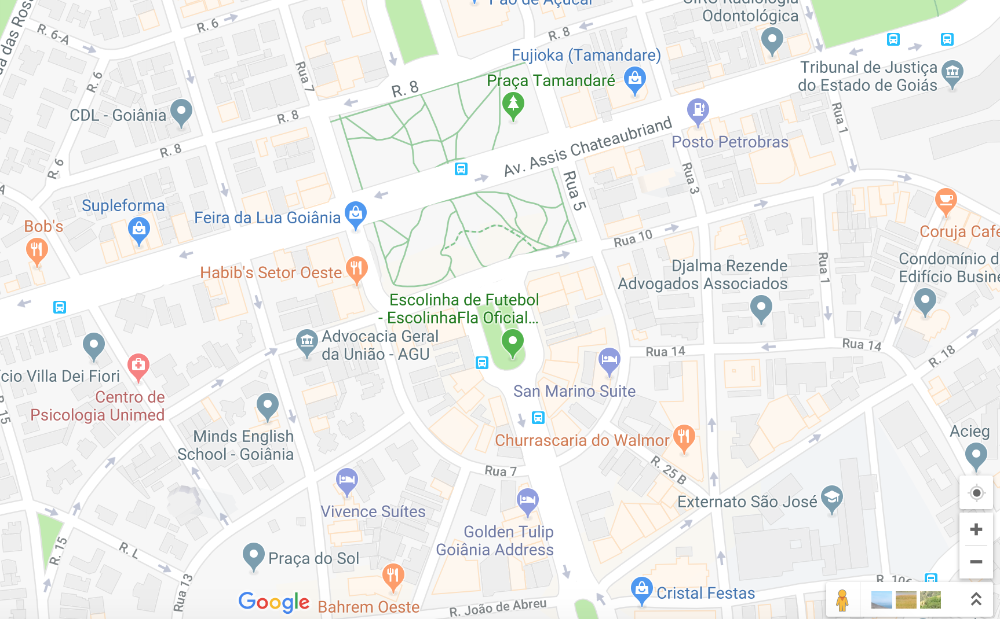 Pão de Açúcar
CIRO Radiologia
Odontológica
R. 6
R. 6-A
R. 8
Fujioka (Tamandare)
Praça Tamandaré
Tribunal de Justiça
do Estado de Goiás
Rua 7
R. 6
R. 8
CDL - Goiânia
R. 8
Rua 1
Av. Assis Chateaubriand
Posto Petrobras
R. 8
R. 6
Rua 3
Rua 5
Supleforma
Feira da Lua Goiânia
Bob's
Coruja Café
Rua 10
Habib's Setor Oeste
Djalma Rezende
Advogados Associados
Rua 1
Condomínio d
Edifício Busine
Escolinha de Futebol
- EscolinhaFla Oficial...
Advocacia Geral
da União - AGU
Rua 14
R. 14
R. 18
ício Villa Dei Fiori
Centro de
Psicologia Unimed
R. 15
San Marino Suite
Minds English
School - Goiânia
Churrascaria do Walmor
Acieg
R. 25 B
Rua 7
Externato São José
Vivence Suítes
Golden Tulip
Goiânia Address
R. 15
R. L
Praça do Sol
Rua 13
R. 106
Cristal Festas
Google
Bahrem Oeste
R. João de Abreu